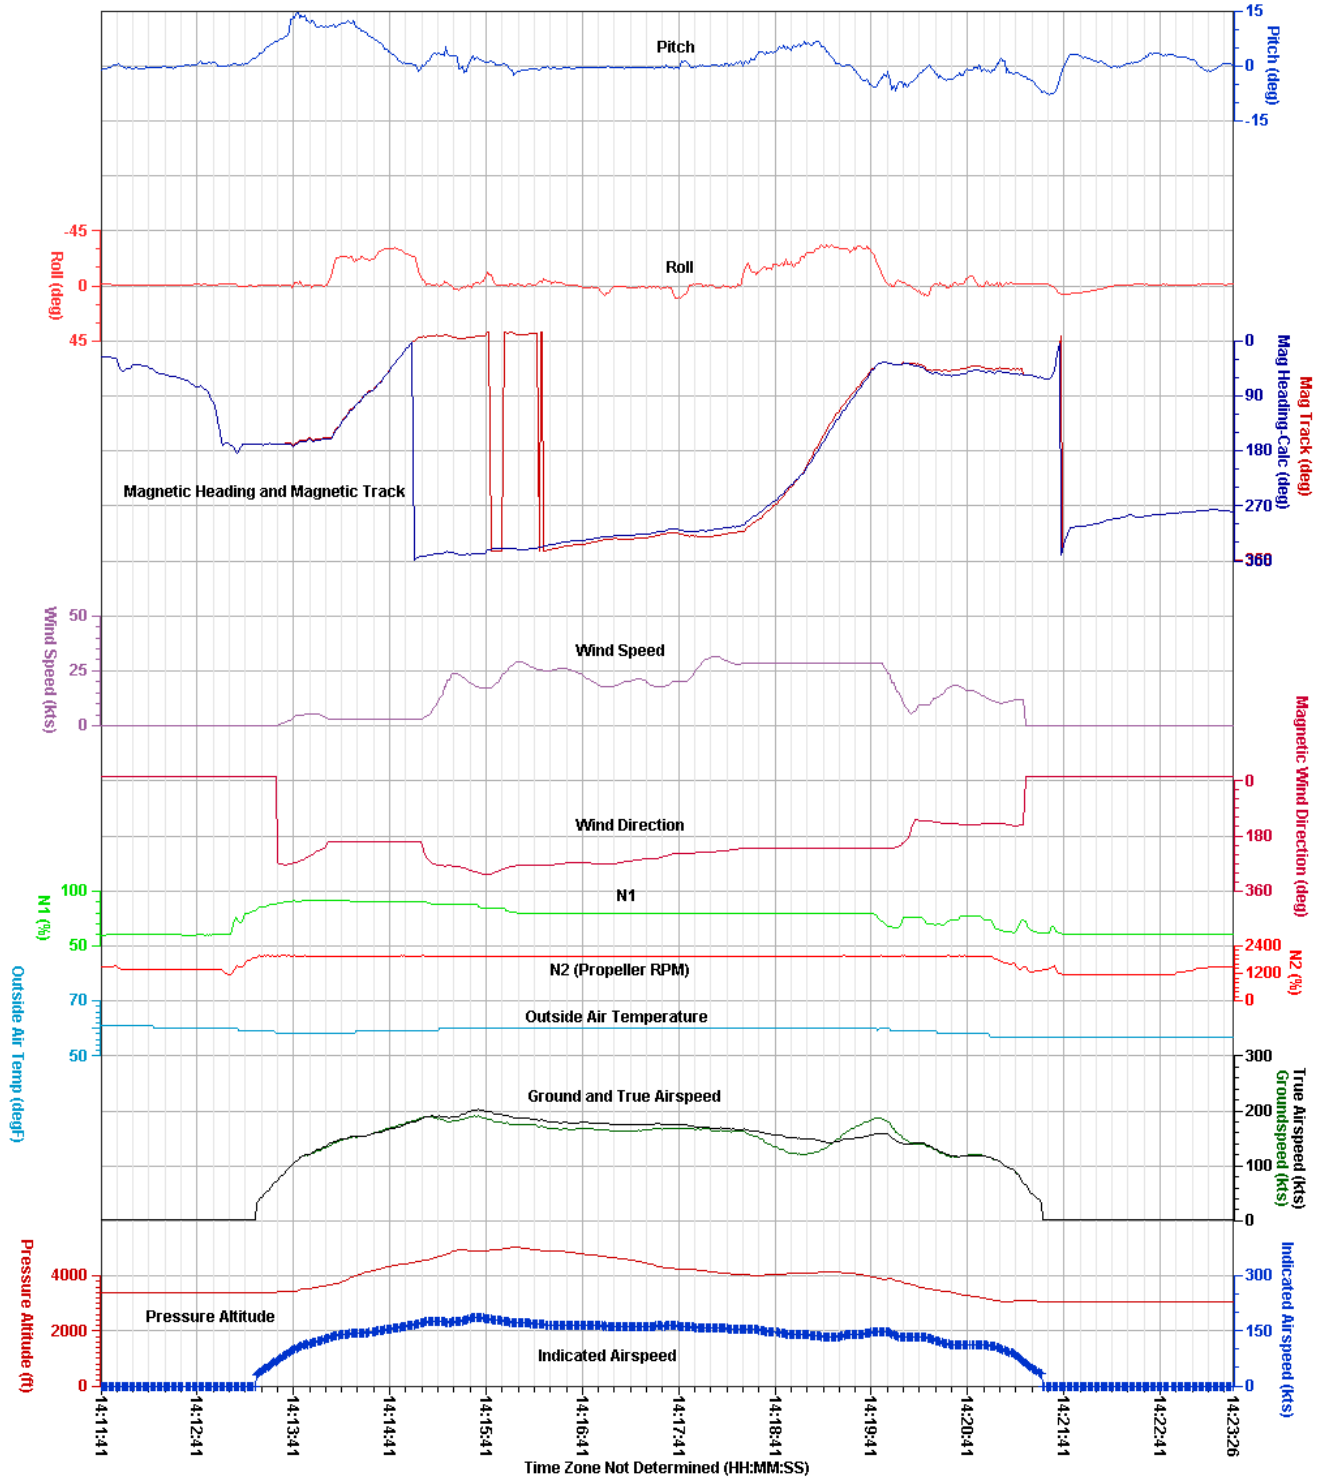 15
0
-15
Pitch (deg)
Pitch
-45
0
45
Roll (deg)
Roll
0
90
180
270
360
Mag Heading-Calc (deg)
Mag Track (deg)
Magnetic Heading and Magnetic Track
50
25
0
Wind Speed (kts)
Wind Speed
0
180
360
Magnetic Wind Direction (deg)
Wind Direction
100
50
N1 (%)
N1
2400
1200
0
N2 (%)
N2 (Propeller RPM)
70
50
Outside Air Temp (degF)
Outside Air Temperature
300
200
100
0
True Airspeed (kts)
Groundspeed (kts)
Ground and True Airspeed
4000
2000
0
Pressure Altitude (ft)
Pressure Altitude
300
150
0
Indicated Airspeed (kts)
Indicated Airspeed
14:11:41
14:12:41
14:13:41
14:14:41
14:15:41
14:16:41
14:17:41
14:18:41
14:19:41
14:20:41
14:21:41
14:22:41
14:23:26
Time Zone Not Determined (HH:MM:SS)